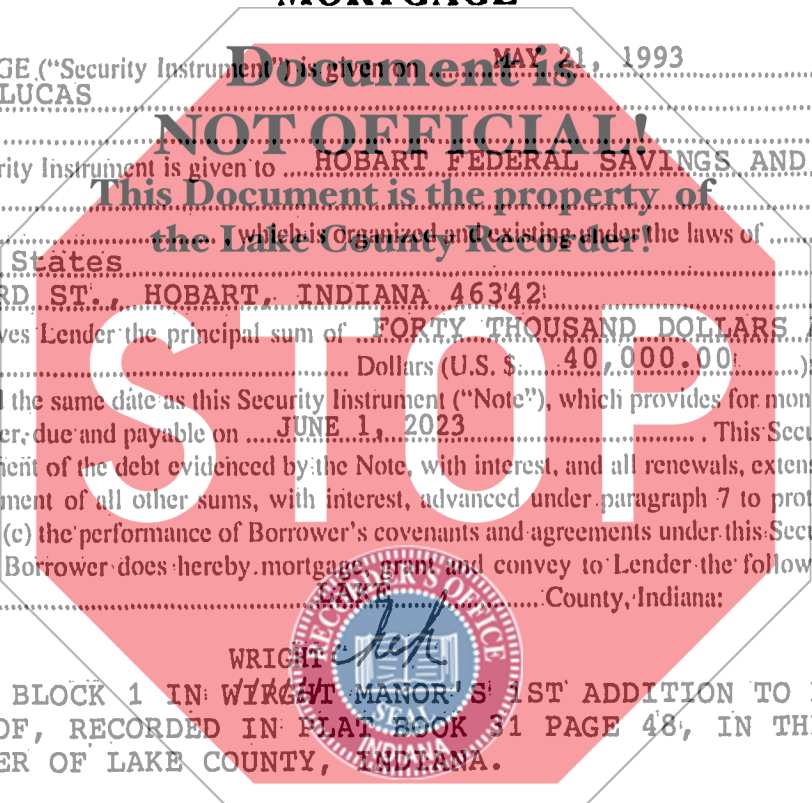 MORTGAGE
GE ("Security Instrument") is given on MAY 21, 1993
LUCAS
Document is
NOT OFFICIAL!
This Document is the property of
the Lake County Recorder!
rity Instrument is given to HOBART FEDERAL SAVINGS AND
, which is organized and existing under the laws of
States
RD ST., HOBART, INDIANA 46342
ves Lender the principal sum of FORTY THOUSAND DOLLARS
Dollars (U.S. $ 40,000.00 )
the same date as this Security Instrument ("Note"), which provides for mon
er, due and payable on JUNE 1, 2023 . This Secu
ent of the debt evidenced by the Note, with interest, and all renewals, exten
ment of all other sums, with interest, advanced under paragraph 7 to prot
(c) the performance of Borrower's covenants and agreements under this Secu
Borrower does hereby mortgage, grant and convey to Lender the follow
LAKE County, Indiana:
STOP
RECORDER'S OFFICE
SEAL
INDIANA
WRIGHT
BLOCK 1 IN WIRGHT MANOR'S 1ST ADDITION TO
OF, RECORDED IN PLAT BOOK 31 PAGE 48, IN TH
ER OF LAKE COUNTY, INDIANA.